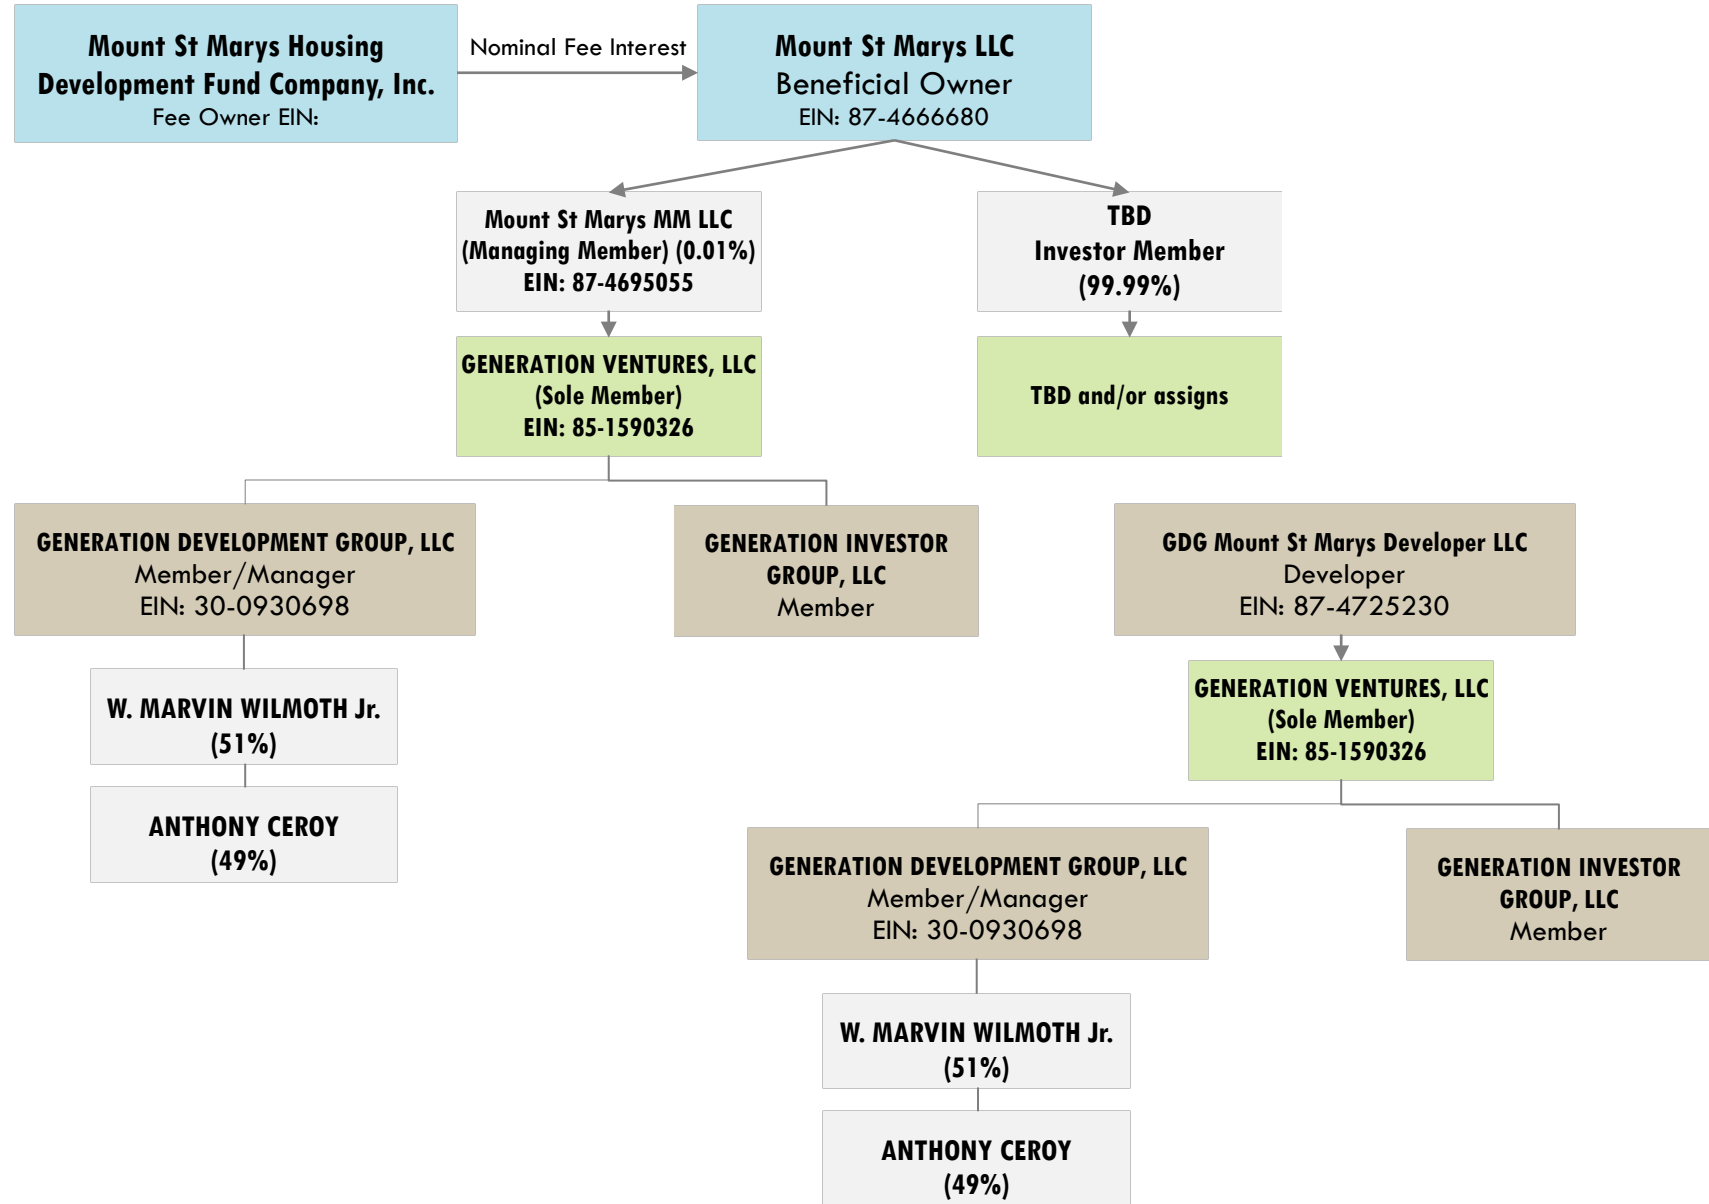 Mount St Marys Housing
Development Fund Company, Inc.
Fee Owner EIN:
Nominal Fee Interest
Mount St Marys LLC
Beneficial Owner
EIN: 87-4666680
Mount St Marys MM LLC
(Managing Member) (0.01%)
EIN: 87-4695055
TBD
Investor Member
(99.99%)
GENERATION VENTURES, LLC
(Sole Member)
EIN: 85-1590326
TBD and/or assigns
GENERATION DEVELOPMENT GROUP, LLC
Member/Manager
EIN: 30-0930698
GENERATION INVESTOR
GROUP, LLC
Member
GDG Mount St Marys Developer LLC
Developer
EIN: 87-4725230
W. MARVIN WILMOTH Jr.
(51%)
ANTHONY CEROY
(49%)
GENERATION VENTURES, LLC
(Sole Member)
EIN: 85-1590326
GENERATION DEVELOPMENT GROUP, LLC
Member/Manager
EIN: 30-0930698
GENERATION INVESTOR
GROUP, LLC
Member
W. MARVIN WILMOTH Jr.
(51%)
ANTHONY CEROY
(49%)